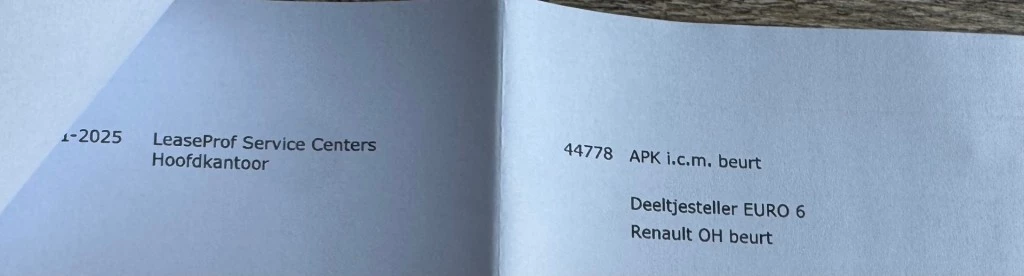 -2025 LeaseProf Service Centers
Hoofdkantoor
44778 APK i.c.m. beurt
Deeltjesteller EURO 6
Renault OH beurt